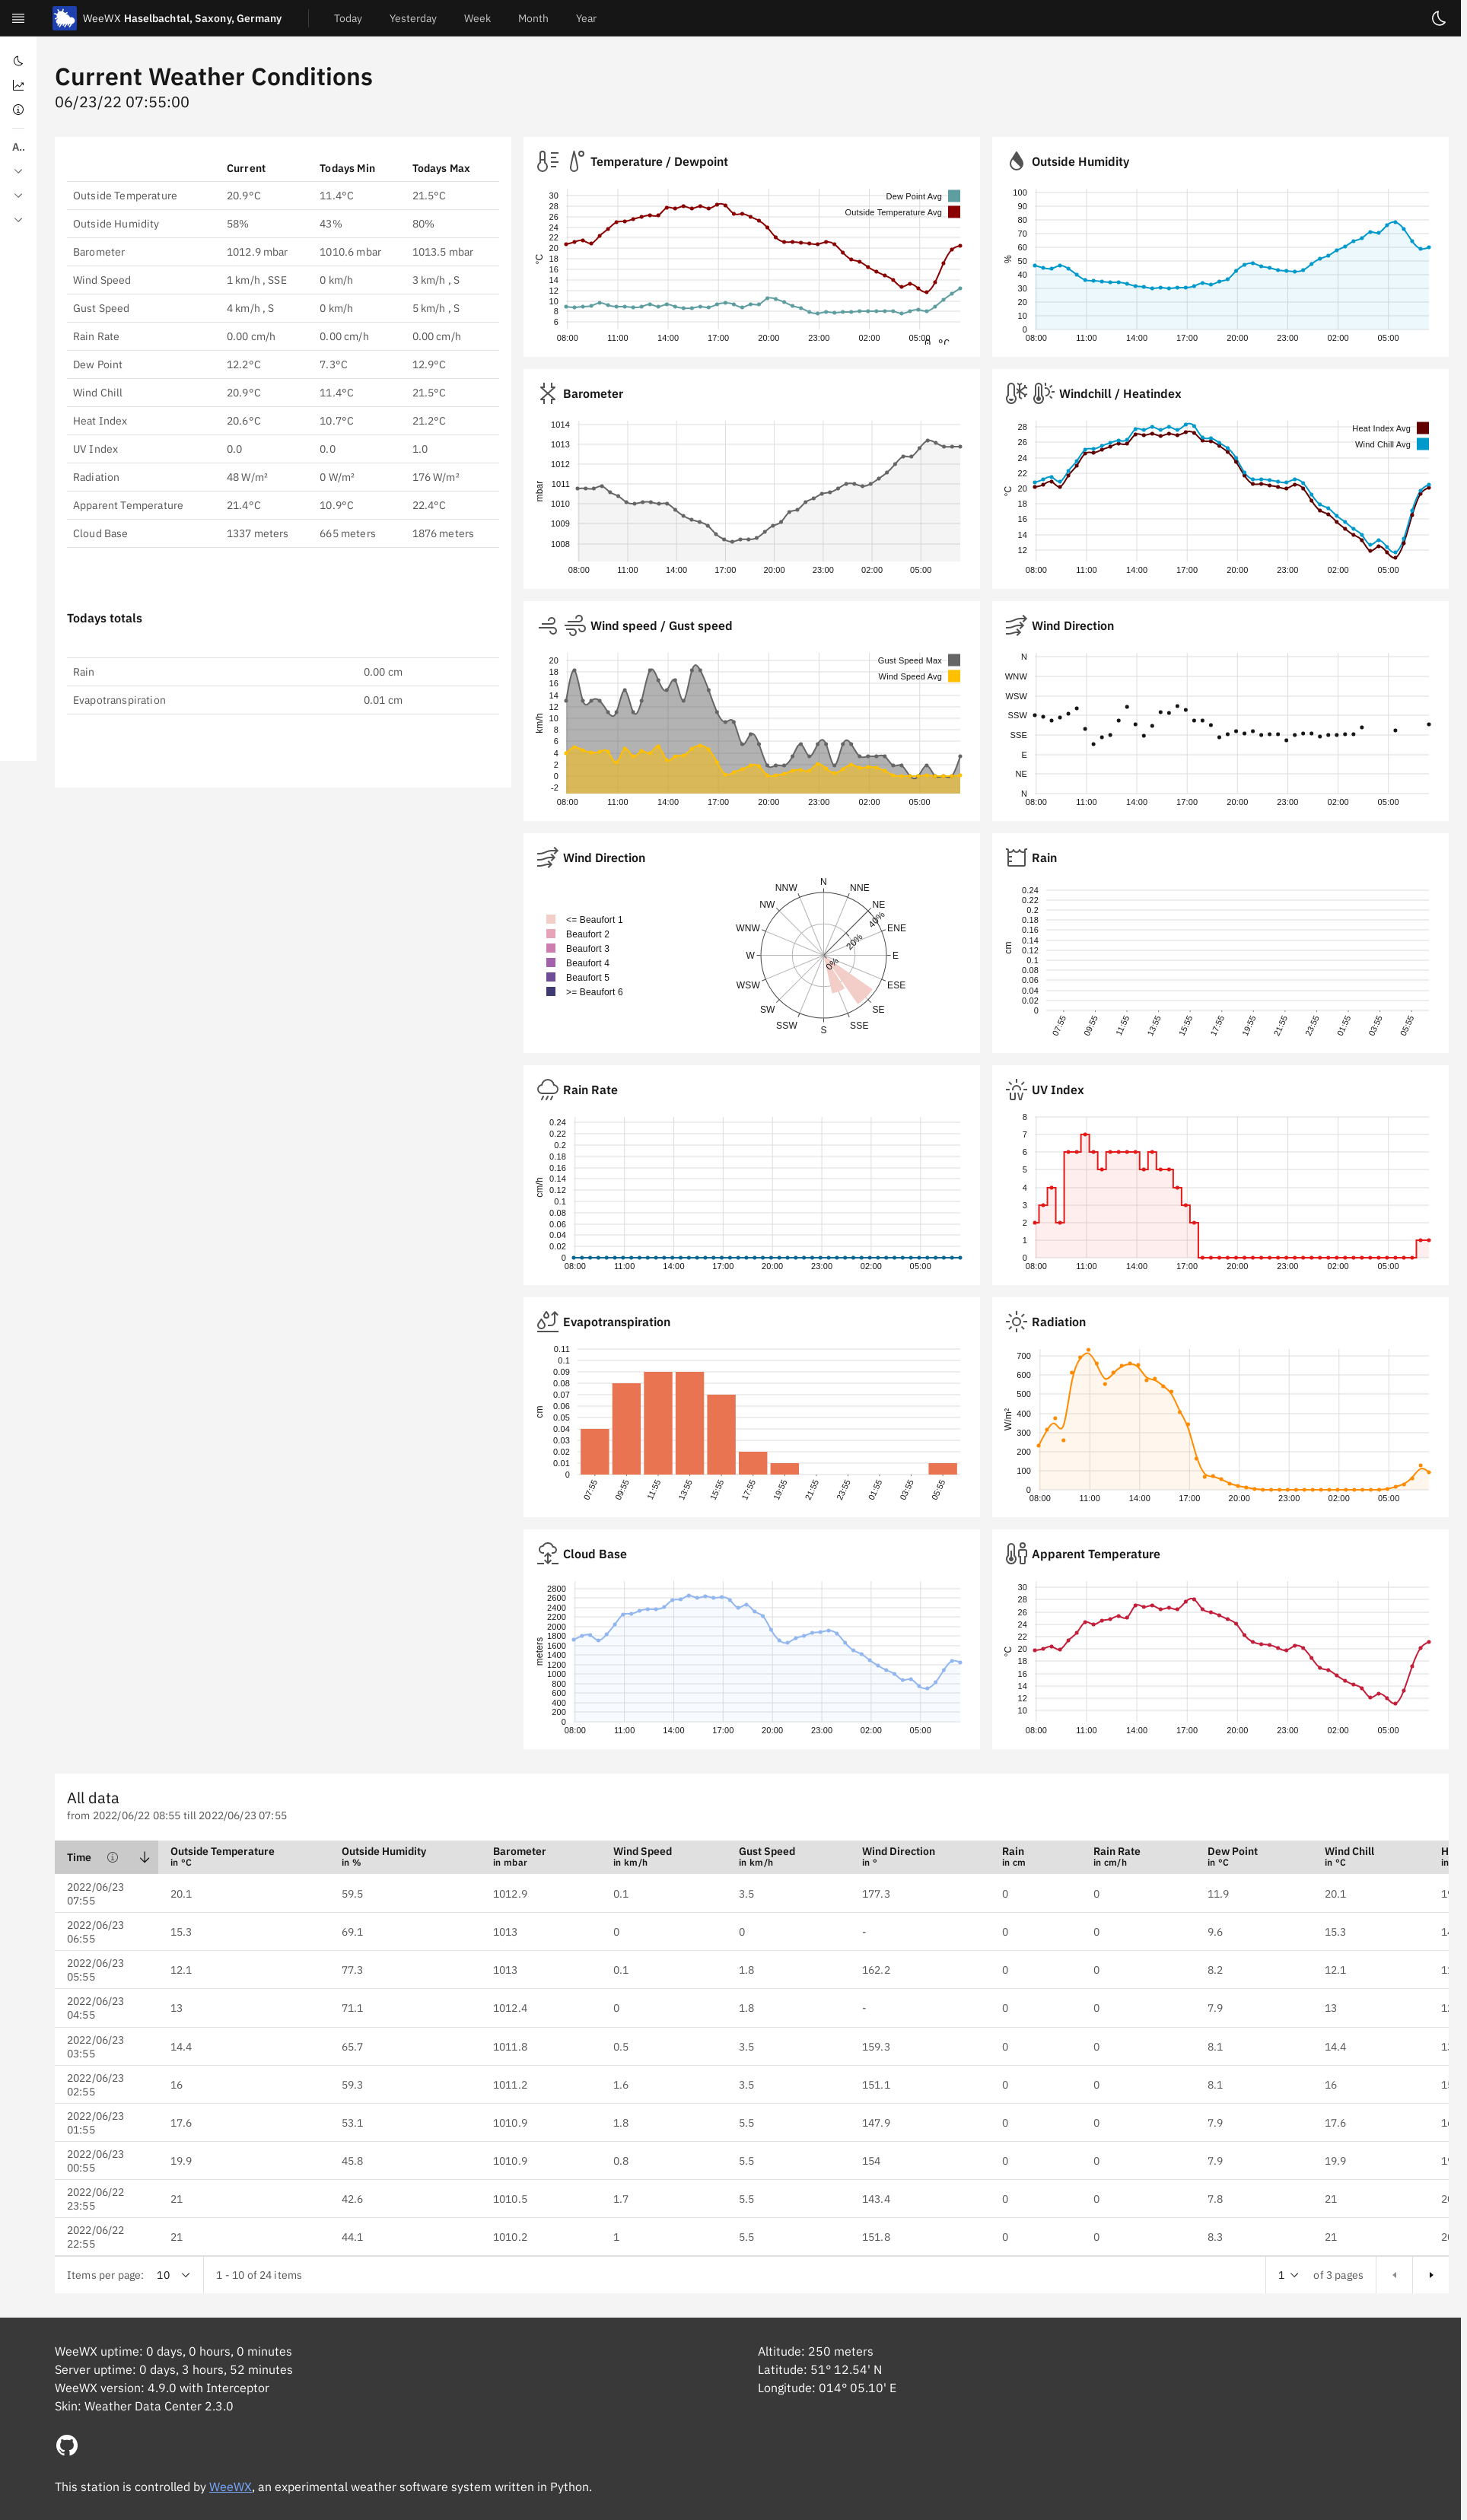 WeeWX Haselbachtal, Saxony, Germany Today Yesterday Week Month Year
A..
Current Weather Conditions
06/23/22 07:55:00
Current Todays Min Todays Max
Outside Temperature 20.9°C 11.4°C 21.5°C
Outside Humidity 58% 43% 80%
Barometer 1012.9 mbar 1010.6 mbar 1013.5 mbar
Wind Speed 1 km/h , SSE 0 km/h 3 km/h , S
Gust Speed 4 km/h , S 0 km/h 5 km/h , S
Rain Rate 0.00 cm/h 0.00 cm/h 0.00 cm/h
Dew Point 12.2°C 7.3°C 12.9°C
Wind Chill 20.9°C 11.4°C 21.5°C
Heat Index 20.6°C 10.7°C 21.2°C
UV Index 0.0 0.0 1.0
Radiation 48 W/m² 0 W/m² 176 W/m²
Apparent Temperature 21.4°C 10.9°C 22.4°C
Cloud Base 1337 meters 665 meters 1876 meters
Todays totals
Rain 0.00 cm
Evapotranspiration 0.01 cm
Temperature / Dewpoint
Dew Point Avg
Outside Temperature Avg
°C
30
28
26
24
22
20
18
16
14
12
10
8
6
08:00 11:00 14:00 17:00 20:00 23:00 02:00 05:00
Outside Humidity
%
100
90
80
70
60
50
40
30
20
10
0
08:00 11:00 14:00 17:00 20:00 23:00 02:00 05:00
Barometer
mbar
1014
1013
1012
1011
1010
1009
1008
08:00 11:00 14:00 17:00 20:00 23:00 02:00 05:00
Windchill / Heatindex
Heat Index Avg
Wind Chill Avg
°C
28
26
24
22
20
18
16
14
12
08:00 11:00 14:00 17:00 20:00 23:00 02:00 05:00
Wind speed / Gust speed
Gust Speed Max
Wind Speed Avg
km/h
20
18
16
14
12
10
8
6
4
2
0
-2
08:00 11:00 14:00 17:00 20:00 23:00 02:00 05:00
Wind Direction
N
WNW
WSW
SSW
SSE
E
NE
N
08:00 11:00 14:00 17:00 20:00 23:00 02:00 05:00
Wind Direction
<= Beaufort 1
Beaufort 2
Beaufort 3
Beaufort 4
Beaufort 5
>= Beaufort 6
N
NNE
NE
ENE
E
ESE
SE
SSE
S
SSW
SW
WSW
W
WNW
NW
NNW
0%
20%
40%
Rain
cm
0.24
0.22
0.2
0.18
0.16
0.14
0.12
0.1
0.08
0.06
0.04
0.02
0
07:55 09:55 11:55 13:55 15:55 17:55 19:55 21:55 23:55 01:55 03:55 05:55
Rain Rate
cm/h
0.24
0.22
0.2
0.18
0.16
0.14
0.12
0.1
0.08
0.06
0.04
0.02
0
08:00 11:00 14:00 17:00 20:00 23:00 02:00 05:00
UV Index
UV
8
7
6
5
4
3
2
1
0
08:00 11:00 14:00 17:00 20:00 23:00 02:00 05:00
Evapotranspiration
cm
0.11
0.1
0.09
0.08
0.07
0.06
0.05
0.04
0.03
0.02
0.01
0
07:55 09:55 11:55 13:55 15:55 17:55 19:55 21:55 23:55 01:55 03:55 05:55
Radiation
W/m²
700
600
500
400
300
200
100
0
08:00 11:00 14:00 17:00 20:00 23:00 02:00 05:00
Cloud Base
meters
2800
2600
2400
2200
2000
1800
1600
1400
1200
1000
800
600
400
200
0
08:00 11:00 14:00 17:00 20:00 23:00 02:00 05:00
Apparent Temperature
°C
30
28
26
24
22
20
18
16
14
12
10
08:00 11:00 14:00 17:00 20:00 23:00 02:00 05:00
All data
from 2022/06/22 08:55 till 2022/06/23 07:55
Time Outside Temperature in °C Outside Humidity in % Barometer in mbar Wind Speed in km/h Gust Speed in km/h Wind Direction in ° Rain in cm Rain Rate in cm/h Dew Point in °C Wind Chill in °C
2022/06/23 07:55 20.1 59.5 1012.9 0.1 3.5 177.3 0 0 11.9 20.1
2022/06/23 06:55 15.3 69.1 1013 0 0 - 0 0 9.6 15.3
2022/06/23 05:55 12.1 77.3 1013 0.1 1.8 162.2 0 0 8.2 12.1
2022/06/23 04:55 13 71.1 1012.4 0 1.8 - 0 0 7.9 13
2022/06/23 03:55 14.4 65.7 1011.8 0.5 3.5 159.3 0 0 8.1 14.4
2022/06/23 02:55 16 59.3 1011.2 1.6 3.5 151.1 0 0 8.1 16
2022/06/23 01:55 17.6 53.1 1010.9 1.8 5.5 147.9 0 0 7.9 17.6
2022/06/23 00:55 19.9 45.8 1010.9 0.8 5.5 154 0 0 7.9 19.9
2022/06/22 23:55 21 42.6 1010.5 1.7 5.5 143.4 0 0 7.8 21
2022/06/22 22:55 21 44.1 1010.2 1 5.5 151.8 0 0 8.3 21
Items per page: 10 1 - 10 of 24 items 1 of 3 pages
WeeWX uptime: 0 days, 0 hours, 0 minutes
Server uptime: 0 days, 3 hours, 52 minutes
WeeWX version: 4.9.0 with Interceptor
Skin: Weather Data Center 2.3.0
Altitude: 250 meters
Latitude: 51° 12.54' N
Longitude: 014° 05.10' E
This station is controlled by WeeWX, an experimental weather software system written in Python.